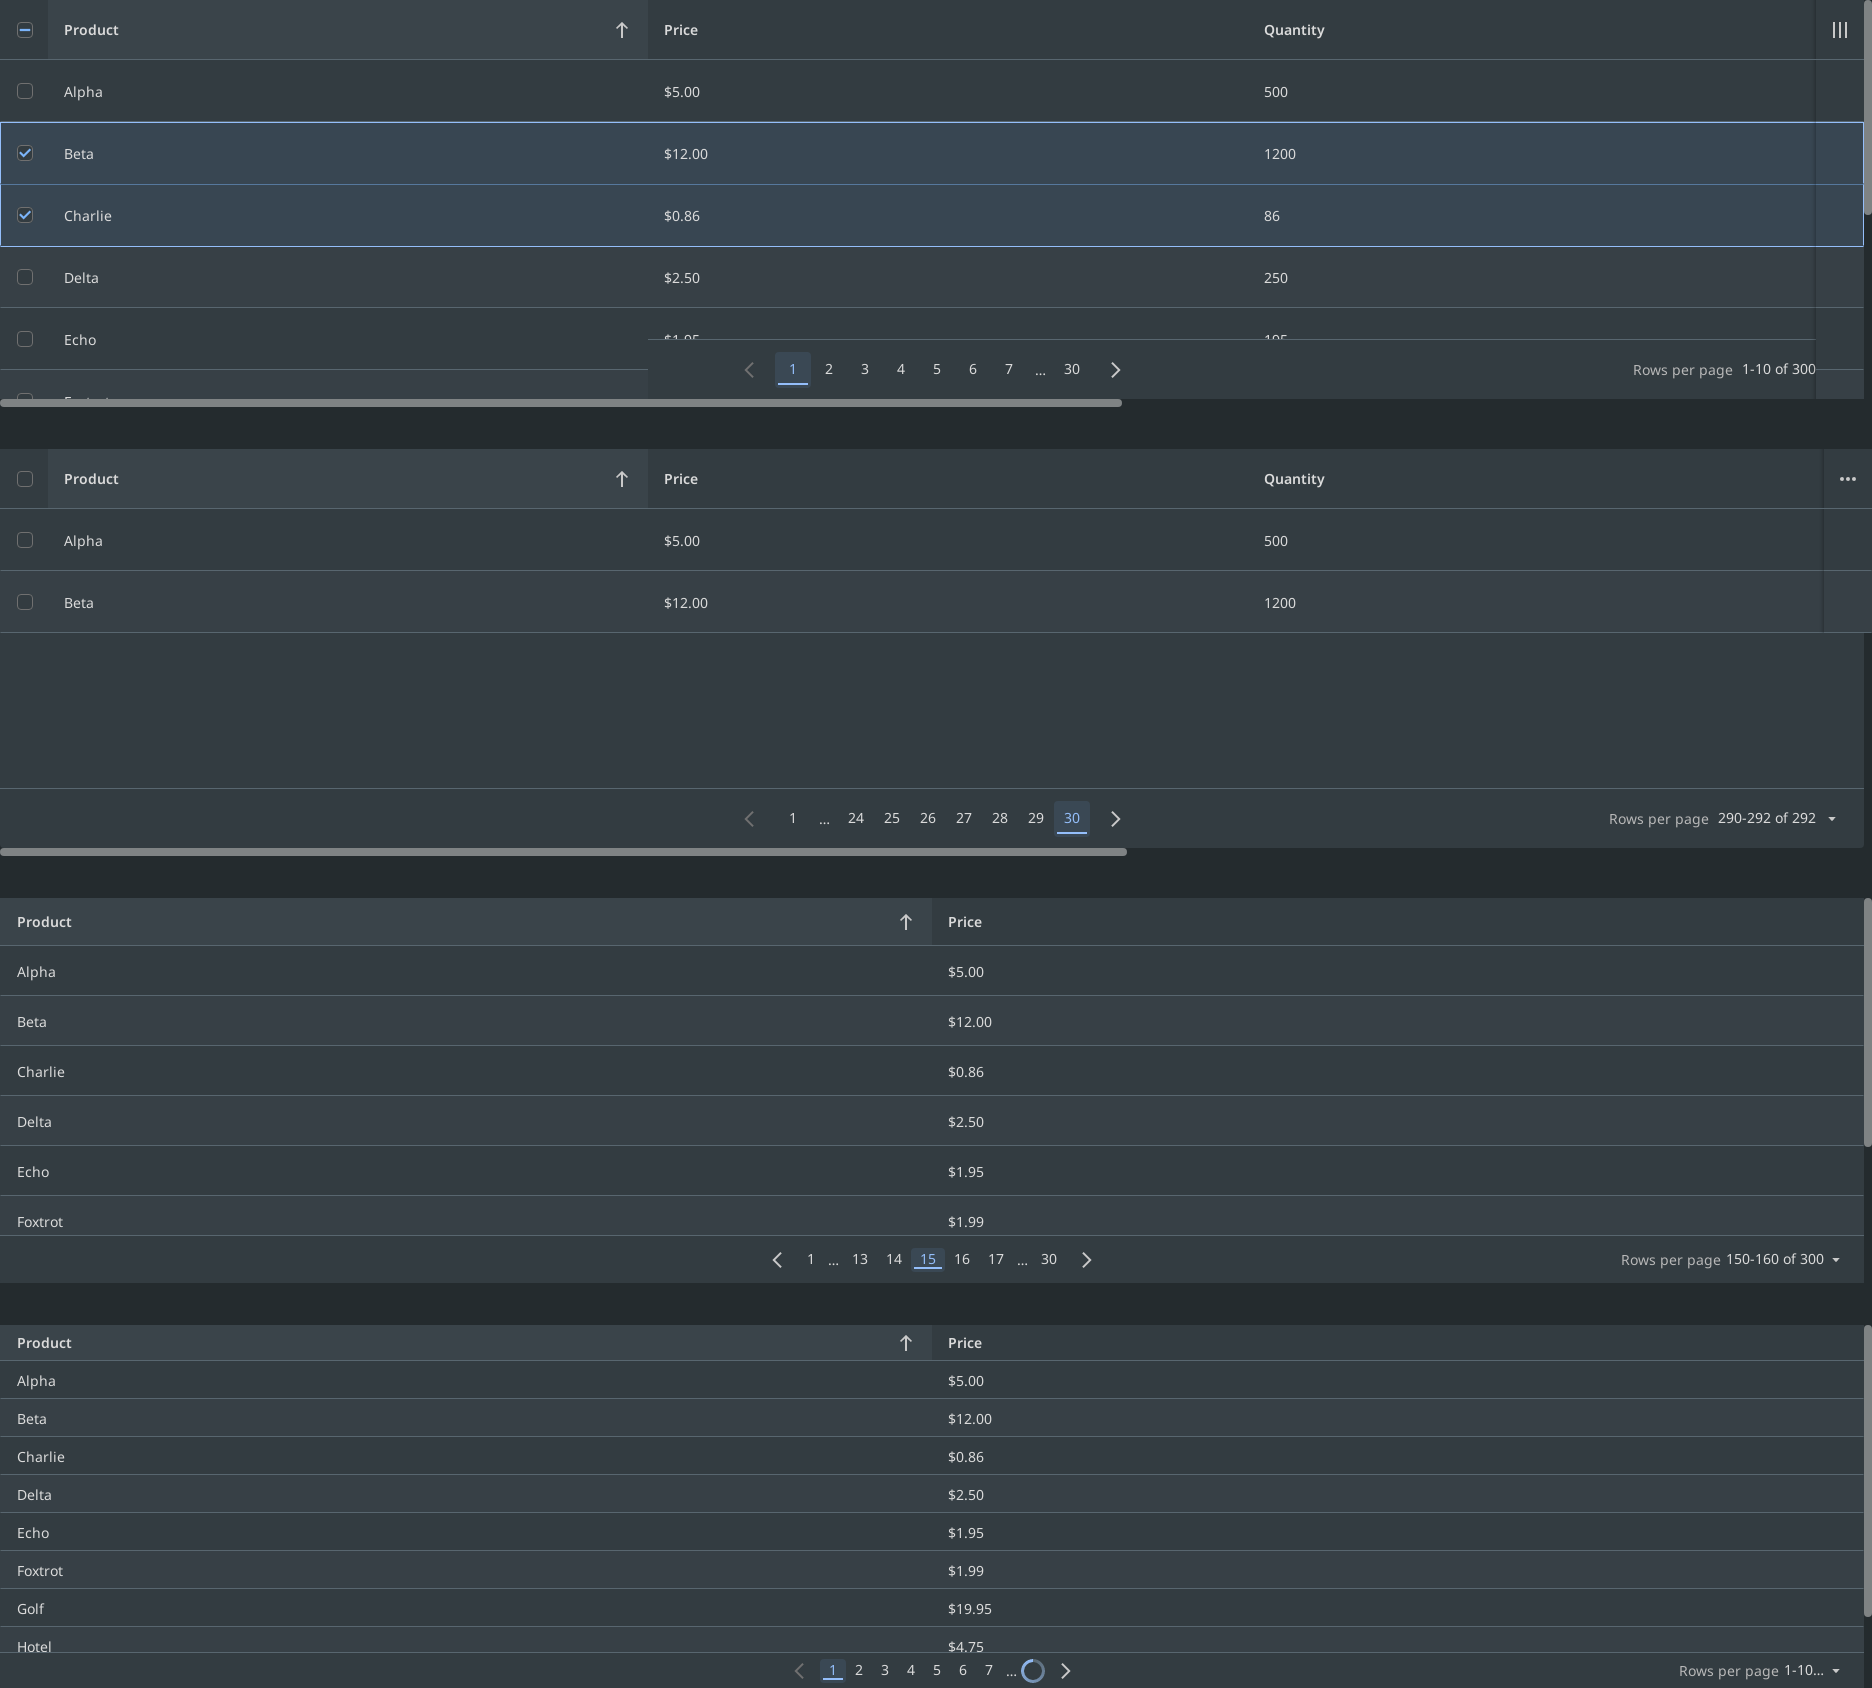 Product Price Quantity
Alpha $5.00 500
Beta $12.00 1200
Charlie $0.86 86
Delta $2.50 250
Echo
1 2 3 4 5 6 7 ... 30 Rows per page 1-10 of 300
Product Price Quantity
Alpha $5.00 500
Beta $12.00 1200
1 ... 24 25 26 27 28 29 30 Rows per page 290-292 of 292
Product Price
Alpha $5.00
Beta $12.00
Charlie $0.86
Delta $2.50
Echo $1.95
Foxtrot $1.99
1 ... 13 14 15 16 17 ... 30 Rows per page 150-160 of 300
Product Price
Alpha $5.00
Beta $12.00
Charlie $0.86
Delta $2.50
Echo $1.95
Foxtrot $1.99
Golf $19.95
Hotel $4.75
1 2 3 4 5 6 7 ... Rows per page 1-10...